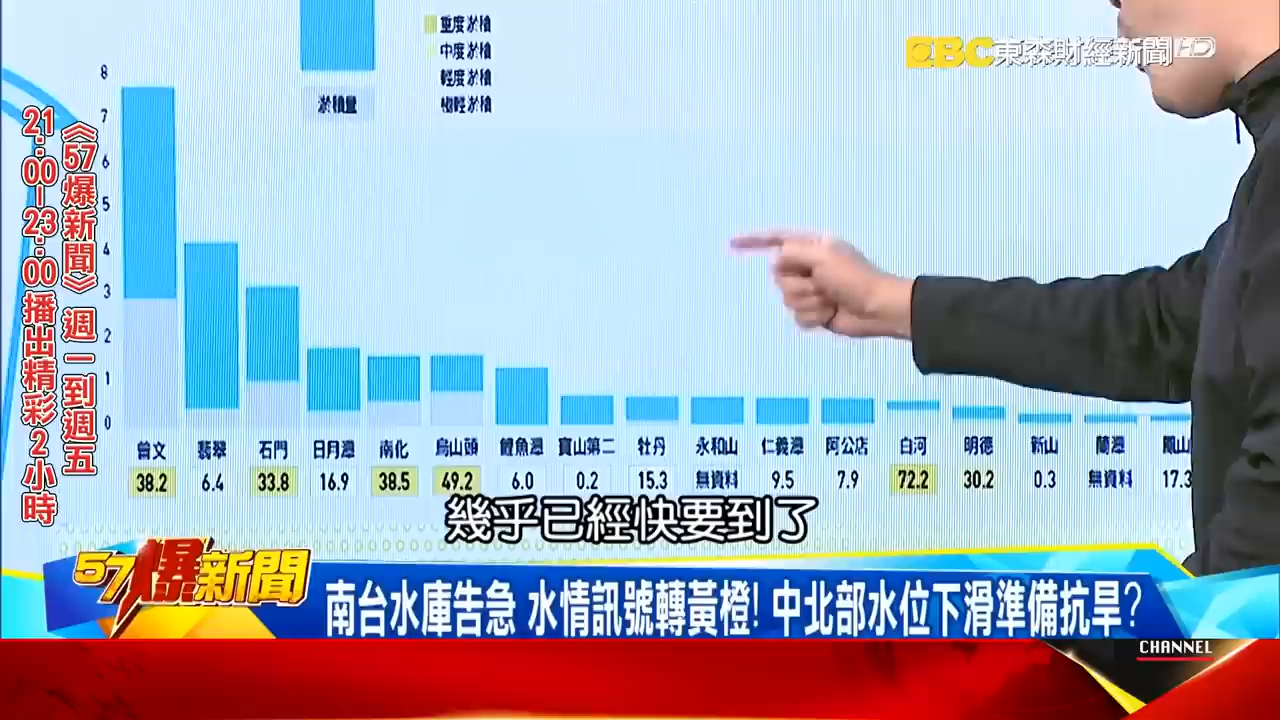 重度淤積
中度淤積
輕度淤積
極輕淤積
EBC東森財經新聞HD
淤積量
8
7
6
5
4
3
2
1
0
《57爆新聞》週一到週五
21:00-23:00播出精彩2小時
曾文 翡翠 石門 日月潭 南化 烏山頭 鯉魚潭 寶山第二 牡丹 永和山 仁義潭 阿公店 白河 明德 新山 蘭潭 鳳山
38.2 6.4 33.8 16.9 38.5 49.2 6.0 0.2 15.3 無資料 9.5 7.9 72.2 30.2 0.3 無資料 17.3
幾乎已經快要到了
57爆新聞
南台水庫告急 水情訊號轉黃橙! 中北部水位下滑準備抗旱?
CHANNEL